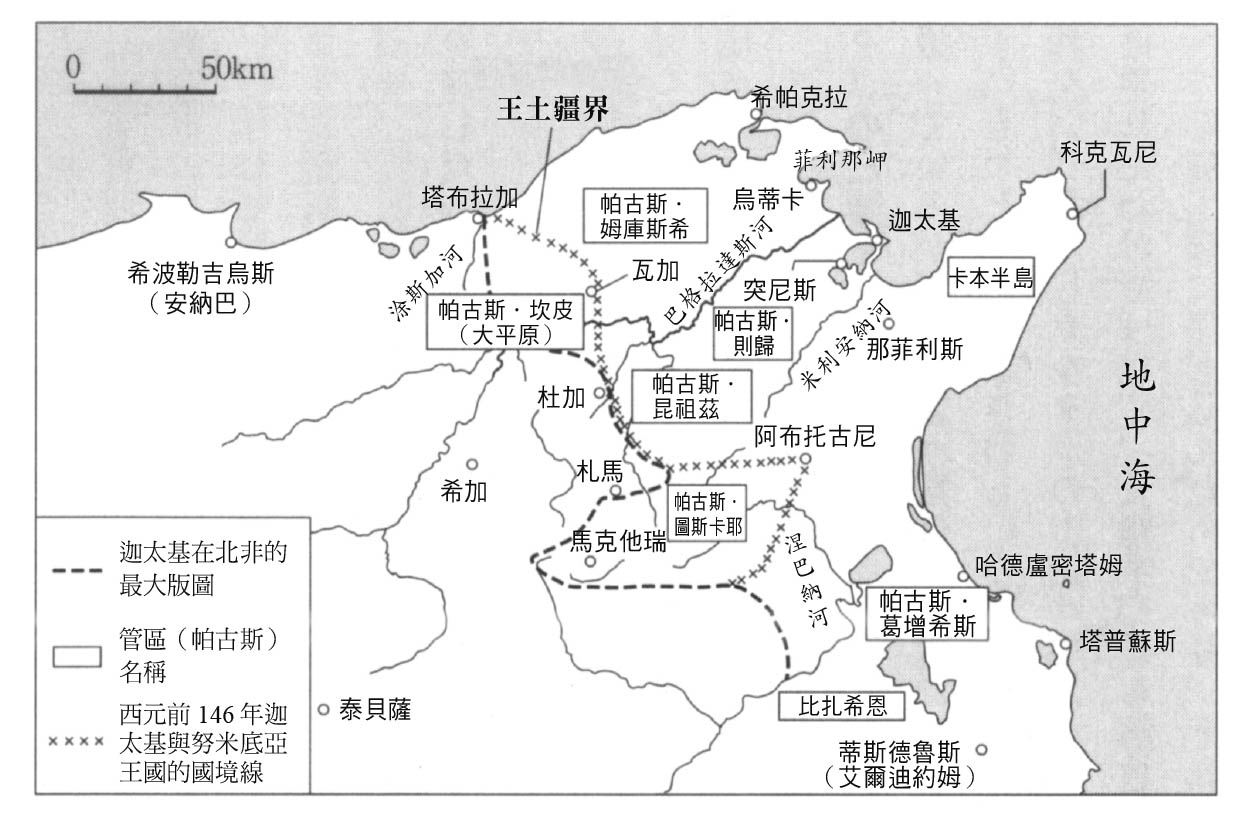 0 50km
王土疆界
希帕克拉
菲利那岬
科克瓦尼
塔布拉加
帕古斯・
姆庫斯希
烏蒂卡
迦太基
希波勒吉烏斯
（安納巴）
涂斯加河
瓦加
巴格拉達斯河
突尼斯
卡本半島
帕古斯・坎皮
（大平原）
帕古斯・
則歸
米利安納河
那菲利斯
杜加
帕古斯・
昆祖茲
地中海
阿布托古尼
希加
札馬
帕古斯・
圖斯卡耶
馬克他瑞
涅巴納河
哈德盧密塔姆
帕古斯・
葛增希斯
塔普蘇斯
泰貝薩
比扎希恩
蒂斯德魯斯
（艾爾迪約姆）
迦太基在北非的
最大版圖
管區（帕古斯）
名稱
西元前 146 年迦
太基與努米底亞
王國的國境線